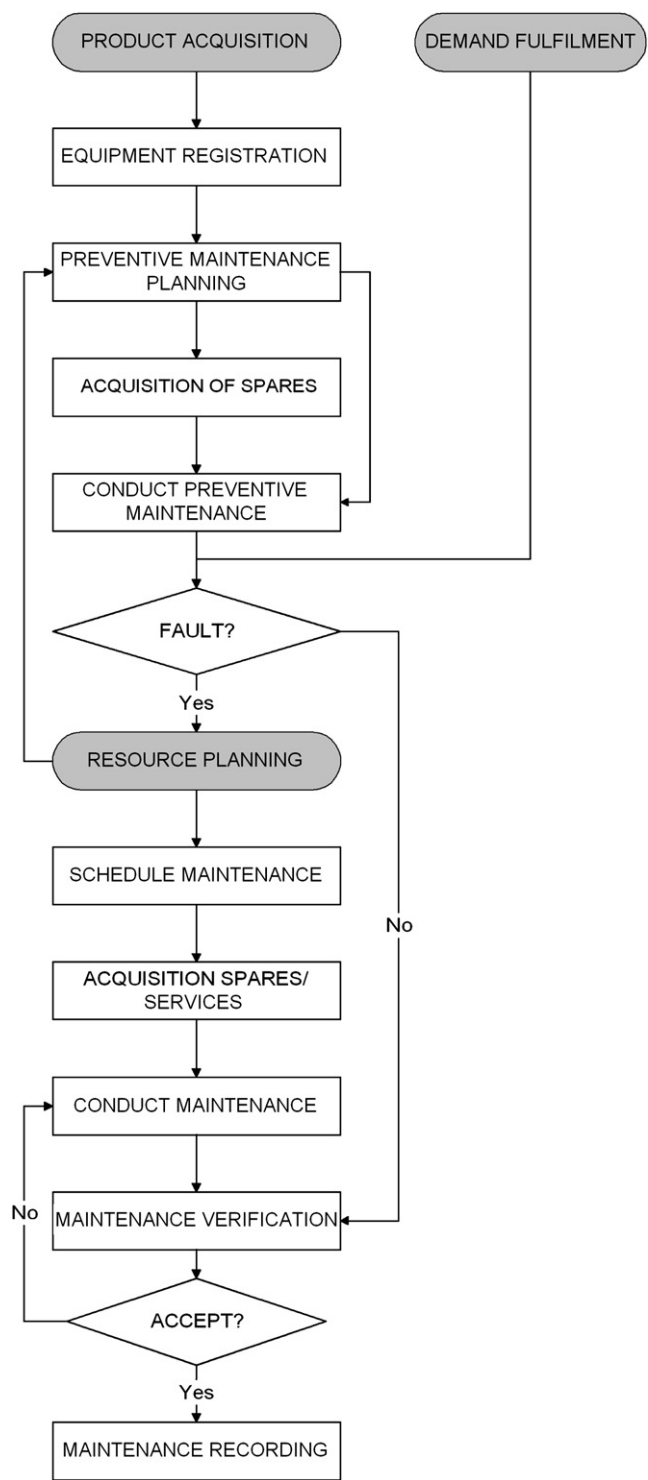 PRODUCT ACQUISITION
DEMAND FULFILMENT
EQUIPMENT REGISTRATION
PREVENTIVE MAINTENANCE
PLANNING
ACQUISITION OF SPARES
CONDUCT PREVENTIVE
MAINTENANCE
FAULT?
Yes
RESOURCE PLANNING
SCHEDULE MAINTENANCE
No
ACQUISITION SPARES/
SERVICES
CONDUCT MAINTENANCE
No
MAINTENANCE VERIFICATION
ACCEPT?
Yes
MAINTENANCE RECORDING